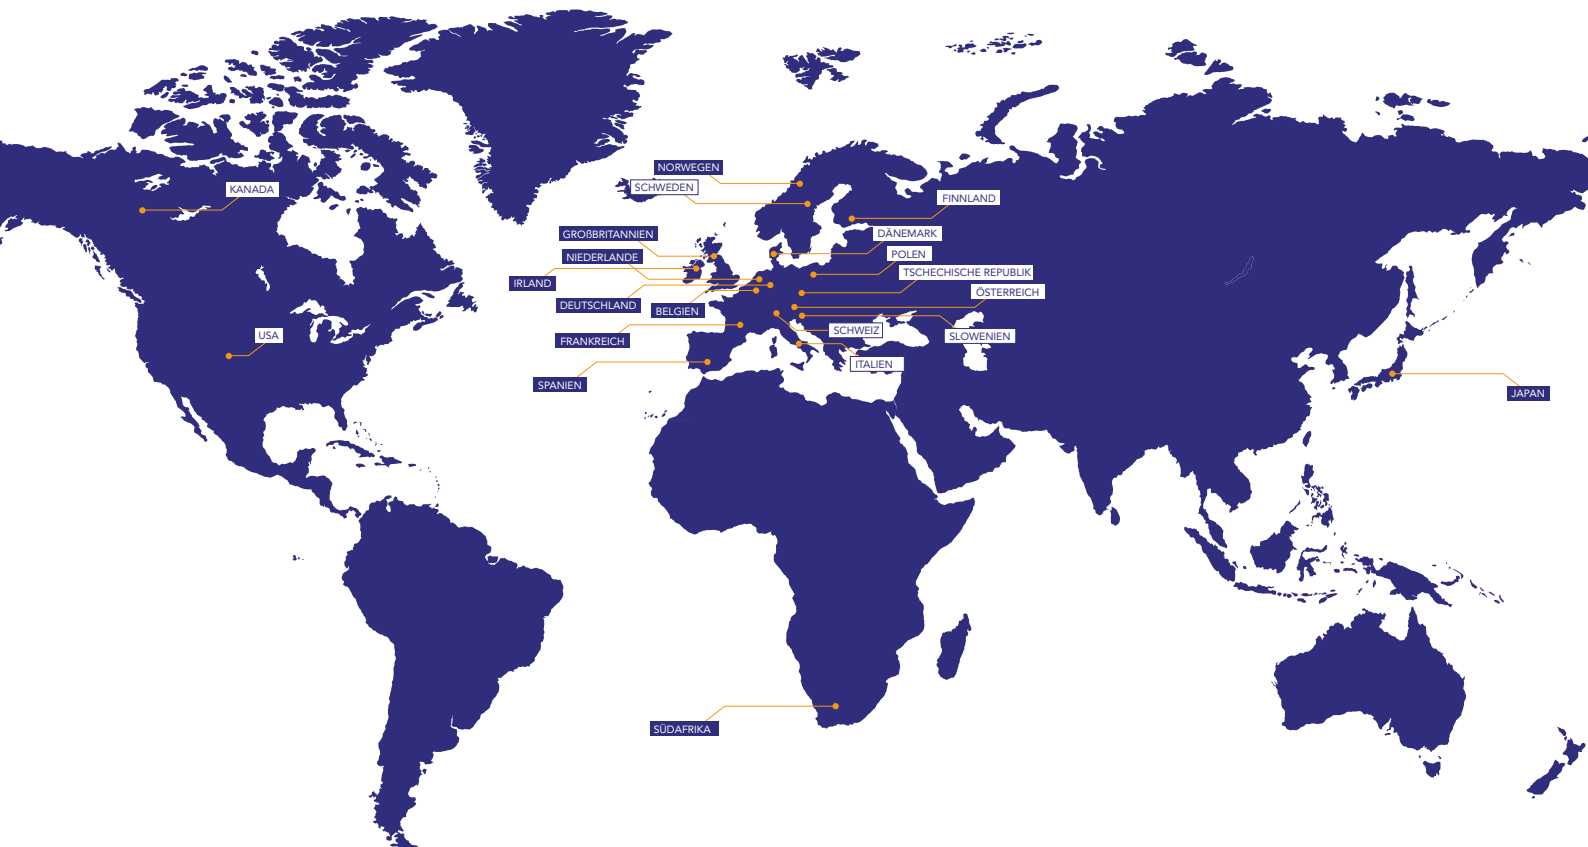 NORWEGEN
SCHWEDEN
KANADA
FINNLAND
GROßBRITANNIEN
DÄNEMARK
NIEDERLANDE
POLEN
TSCHECHISCHE REPUBLIK
IRLAND
ÖSTERREICH
DEUTSCHLAND
BELGIEN
USA
SCHWEIZ
SLOWENIEN
FRANKREICH
ITALIEN
SPANIEN
JAPAN
SÜDAFRIKA